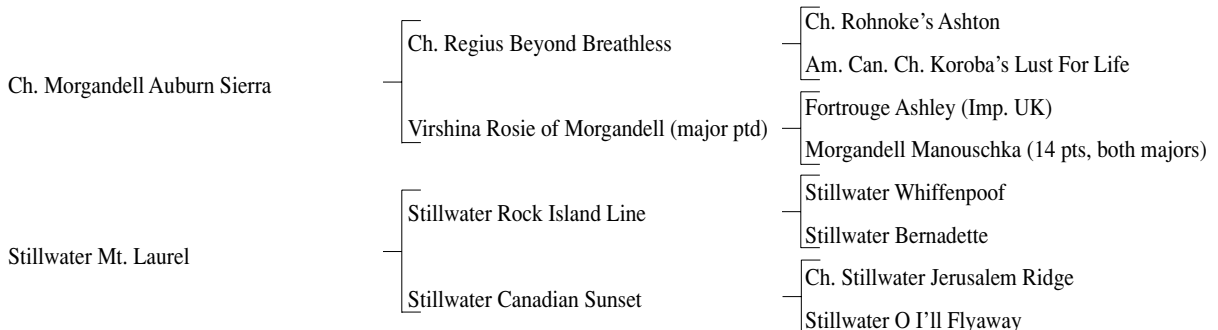 Ch. Rohnoke’s Ashton
Ch. Regius Beyond Breathless
Am. Can. Ch. Koroba’s Lust For Life
Ch. Morgandell Auburn Sierra
Fortrouge Ashley (Imp. UK)
Virshina Rosie of Morgandell (major ptd)
Morgandell Manouschka (14 pts, both majors)
Stillwater Whiffenpoof
Stillwater Rock Island Line
Stillwater Bernadette
Stillwater Mt. Laurel
Ch. Stillwater Jerusalem Ridge
Stillwater Canadian Sunset
Stillwater O I’ll Flyaway